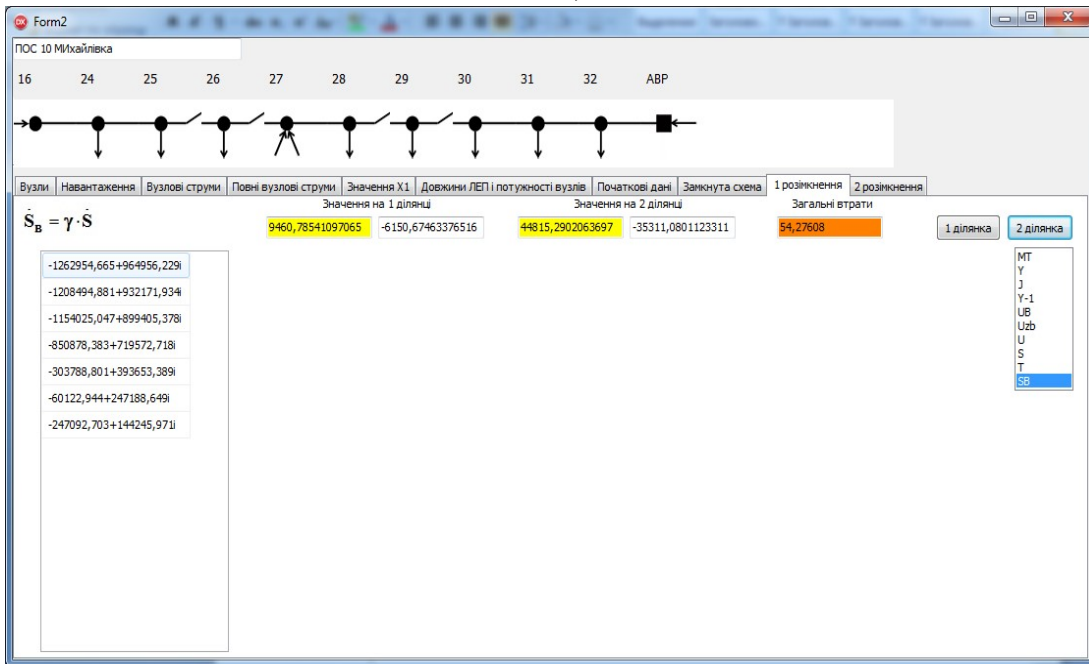 Form2
ПОС 10 МИхайлівка
16 24 25 26 27 28 29 30 31 32 АВР
Вузли Навантаження Вузлові струми Повні вузлові струми Значення X1 Довжини ЛЕП і потужності вузлів Початкові дані Замкнута схема 1 розімкнення 2 розімкнення
Значення на 1 ділянці Значення на 2 ділянці Загальні втрати
Ṡв = γ · Ṡ
9460,78541097065 -6150,67463376516 44815,2902063697 -35311,0801123311 54,27608 1 ділянка 2 ділянка
-1262954,665+964956,229i
-1208494,881+932171,934i
-1154025,047+899405,378i
-850878,383+719572,718i
-303788,801+393653,389i
-60122,944+247188,649i
-247092,703+144245,971i
MT
Y
J
Y-1
UB
Uzb
U
S
T
SB